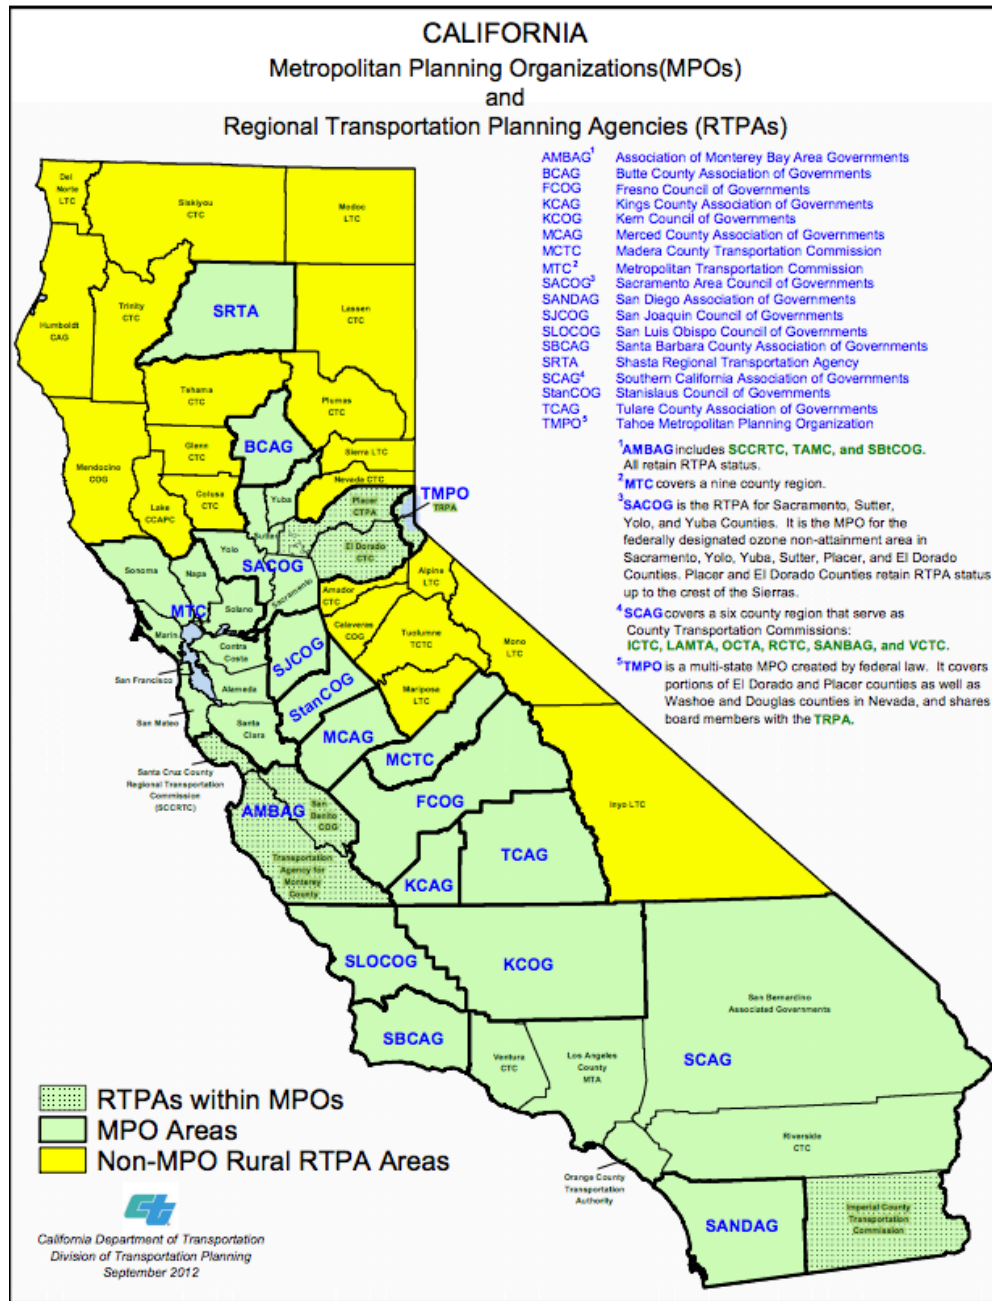 CALIFORNIA
Metropolitan Planning Organizations(MPOs)
and
Regional Transportation Planning Agencies (RTPAs)
AMBAG1 Association of Monterey Bay Area Governments
BCAG Butte County Association of Governments
FCOG Fresno Council of Governments
KCAG Kings County Association of Governments
KCOG Kern Council of Governments
MCAG Merced County Association of Governments
MCTC Madera County Transportation Commission
MTC2 Metropolitan Transportation Commission
SACOG3 Sacramento Area Council of Governments
SANDAG San Diego Association of Governments
SJCOG San Joaquin Council of Governments
SLOCOG San Luis Obispo Council of Governments
SBCAG Santa Barbara County Association of Governments
SRTA Shasta Regional Transportation Agency
SCAG4 Southern California Association of Governments
StanCOG Stanislaus Council of Governments
TCAG Tulare County Association of Governments
TMPO5 Tahoe Metropolitan Planning Organization
1AMBAG includes SCCRTC, TAMC, and SBtCOG.
All retain RTPA status.
2MTC covers a nine county region.
3SACOG is the RTPA for Sacramento, Sutter,
Yolo, and Yuba Counties. It is the MPO for the
federally designated ozone non-attainment area in
Sacramento, Yolo, Yuba, Sutter, Placer, and El Dorado
Counties. Placer and El Dorado Counties retain RTPA status
up to the crest of the Sierras.
4SCAG covers a six county region that serve as
County Transportation Commissions:
ICTC, LAMTA, OCTA, RCTC, SANBAG, and VCTC.
5TMPO is a multi-state MPO created by federal law. It covers
portions of El Dorado and Placer counties as well as
Washoe and Douglas counties in Nevada, and shares
board members with the TRPA.
Del
Norte
LTC
Siskiyou
CTC
Modoc
LTC
Humboldt
CAG
Trinity
CTC
SRTA
Lassen
CTC
Tehama
CTC
Plumas
CTC
Mendocino
COG
Glenn
CTC
BCAG
Sierra LTC
Nevada CTC
Lake
CCAPC
Colusa
CTC
Yuba
Sutter
Placer
CTPA
TMPO
TRPA
El Dorado
CTC
Yolo
SACOG
Sacramento
Sonoma
Napa
Solano
MTC
Marin
Contra
Costa
San Francisco
Alameda
San Mateo
Santa
Clara
Amador
CTC
Alpine
LTC
Calaveras
COG
Tuolumne
TCTC
Mono
LTC
Mariposa
LTC
SJCOG
StanCOG
MCAG
MCTC
FCOG
Santa Cruz County
Regional Transportation
Commission
(SCCRTC)
AMBAG
San
Benito
COG
Transportation
Agency for
Monterey
County
Inyo LTC
TCAG
KCAG
SLOCOG
KCOG
SBCAG
San Bernardino
Associated Governments
SCAG
Ventura
CTC
Los Angeles
County
MTA
Riverside
CTC
Orange County
Transportation
Authority
SANDAG
Imperial County
Transportation
Commission
RTPAs within MPOs
MPO Areas
Non-MPO Rural RTPA Areas
ct
California Department of Transportation
Division of Transportation Planning
September 2012